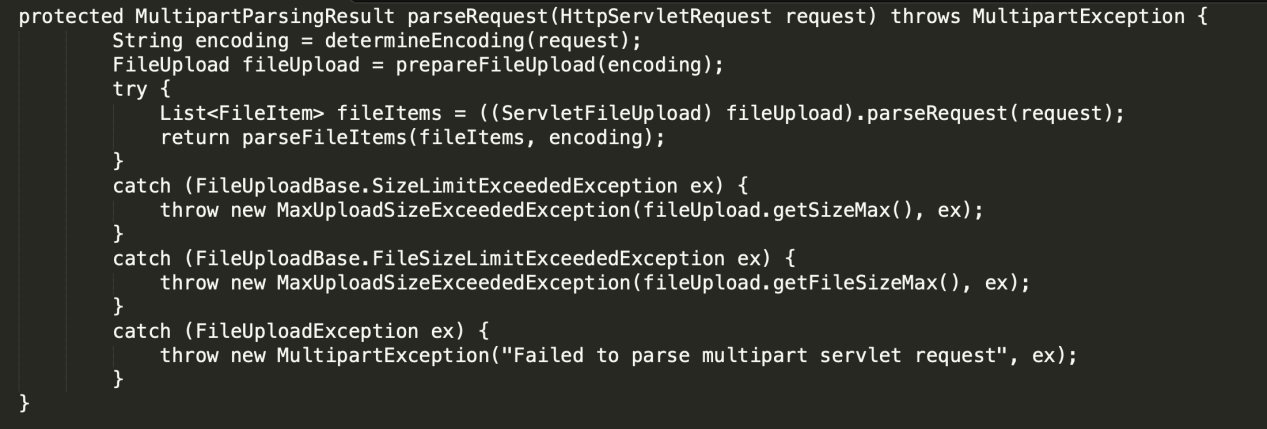 protected MultipartParsingResult parseRequest(HttpServletRequest request) throws MultipartException {
        String encoding = determineEncoding(request);
        FileUpload fileUpload = prepareFileUpload(encoding);
        try {
            List<FileItem> fileItems = ((ServletFileUpload) fileUpload).parseRequest(request);
            return parseFileItems(fileItems, encoding);
        }
        catch (FileUploadBase.SizeLimitExceededException ex) {
            throw new MaxUploadSizeExceededException(fileUpload.getSizeMax(), ex);
        }
        catch (FileUploadBase.FileSizeLimitExceededException ex) {
            throw new MaxUploadSizeExceededException(fileUpload.getFileSizeMax(), ex);
        }
        catch (FileUploadException ex) {
            throw new MultipartException("Failed to parse multipart servlet request", ex);
        }
}